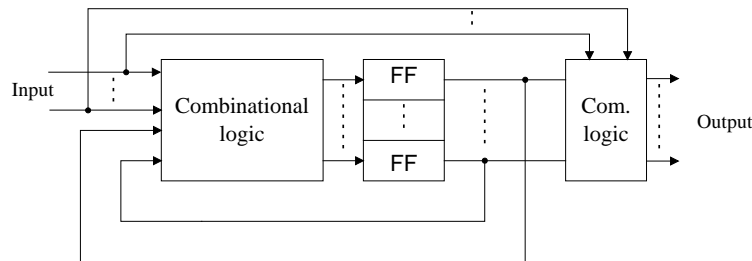 Input
Combinational
logic
FF
FF
Com.
logic
Output